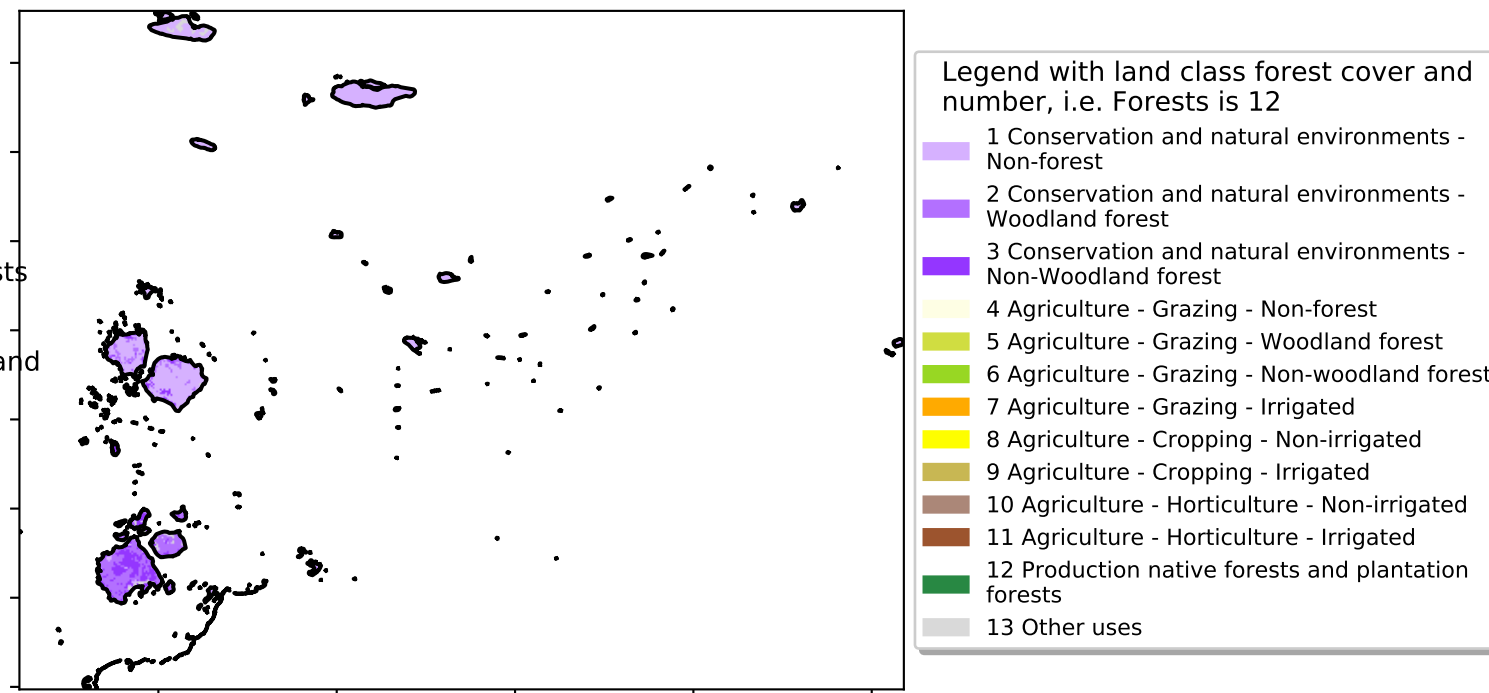 Legend with land class forest cover and
number, i.e. Forests is 12
1 Conservation and natural environments -
Non-forest
2 Conservation and natural environments -
Woodland forest
3 Conservation and natural environments -
Non-Woodland forest
4 Agriculture - Grazing - Non-forest
5 Agriculture - Grazing - Woodland forest
6 Agriculture - Grazing - Non-woodland forest
7 Agriculture - Grazing - Irrigated
8 Agriculture - Cropping - Non-irrigated
9 Agriculture - Cropping - Irrigated
10 Agriculture - Horticulture - Non-irrigated
11 Agriculture - Horticulture - Irrigated
12 Production native forests and plantation
forests
13 Other uses